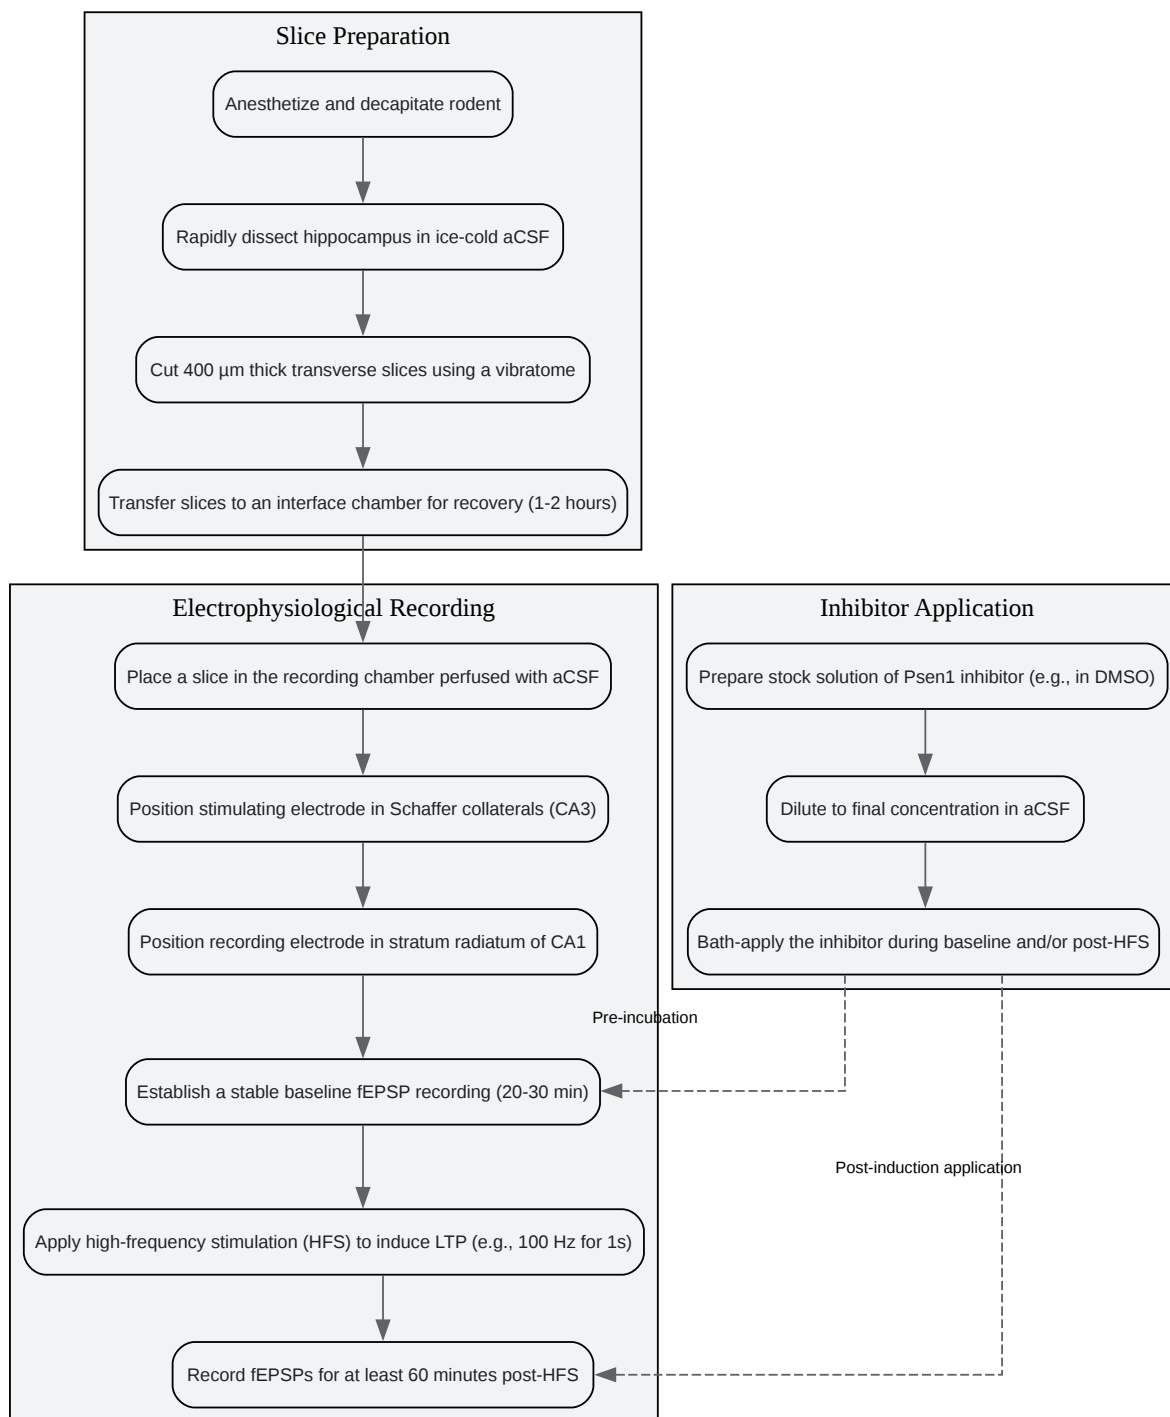 Slice Preparation
Anesthetize and decapitate rodent
Rapidly dissect hippocampus in ice-cold aCSF
Cut 400 µm thick transverse slices using a vibratome
Transfer slices to an interface chamber for recovery (1-2 hours)
Electrophysiological Recording
Place a slice in the recording chamber perfused with aCSF
Position stimulating electrode in Schaffer collaterals (CA3)
Position recording electrode in stratum radiatum of CA1
Establish a stable baseline fEPSP recording (20-30 min)
Apply high-frequency stimulation (HFS) to induce LTP (e.g., 100 Hz for 1s)
Record fEPSPs for at least 60 minutes post-HFS
Inhibitor Application
Prepare stock solution of Psen1 inhibitor (e.g., in DMSO)
Dilute to final concentration in aCSF
Bath-apply the inhibitor during baseline and/or post-HFS
Pre-incubation
Post-induction application